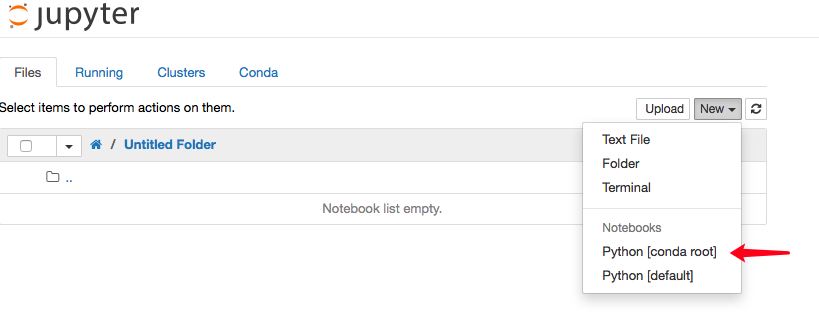 jupyter
Files Running Clusters Conda
Select items to perform actions on them. Upload New
/ Untitled Folder
Text File
Folder
Terminal
..
Notebook list empty.
Notebooks
Python [conda root]
Python [default]